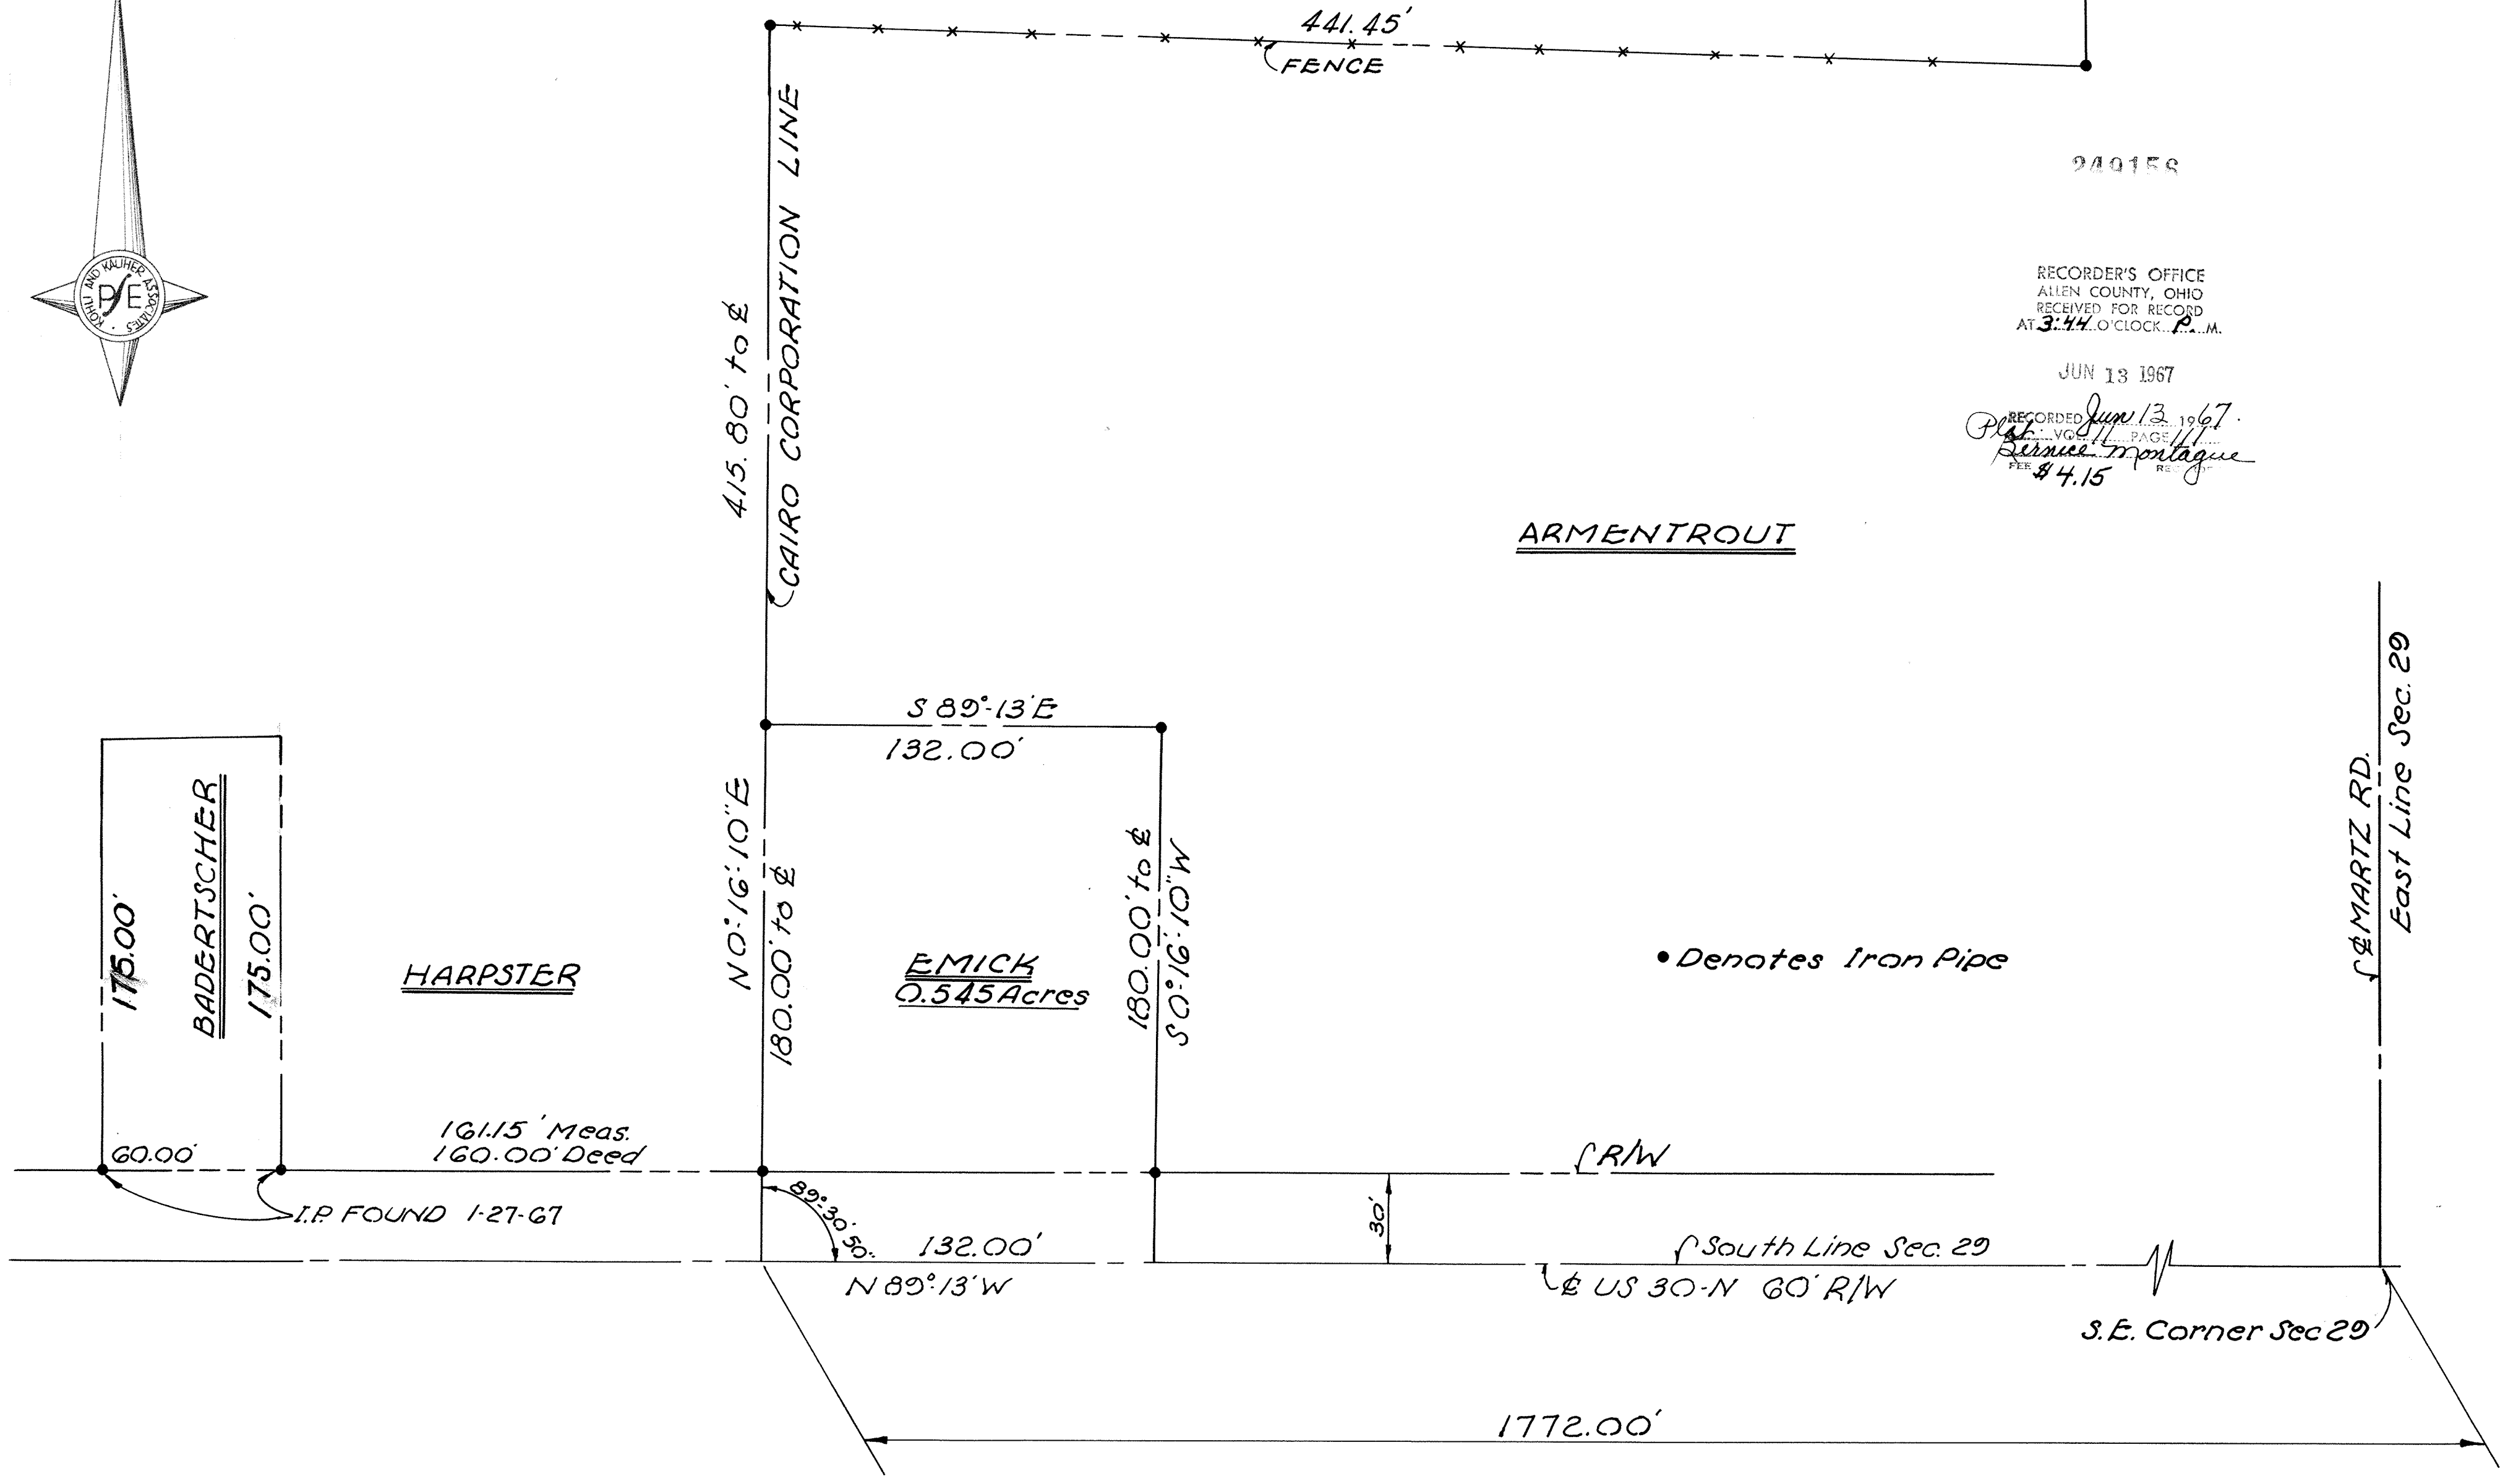 441.45'
FENCE
KOHLI AND KALIHER ASSOCIATES
P/SE
CAIRO CORPORATION LINE
415.80' to ℄
RECORDER'S OFFICE
ALLEN COUNTY, OHIO
RECEIVED FOR RECORD
AT 3:44 O'CLOCK P. M.
JUN 13 1967
RECORDED Jun 13 1967.
Plat VOL 11 PAGE 111
Bernice Montague
FEE $4.15
ARMENTROUT
S 89°-13'E
132.00'
N 0°-16'-10"E
180.00' to ℄
180.00' to ℄
S 0°-16'-10"W
175.00'
BADERTSCHER
175.00'
HARPSTER
EMICK
0.545 Acres
• Denotes Iron Pipe
℄ MARTZ RD.
East Line Sec. 29
60.00'
161.15' Meas.
160.00' Deed
R/W
I.P. FOUND 1-27-67
89°-30'-50"
132.00'
N 89°-13'W
30'
South Line Sec. 29
℄ US 30-N 60' R/W
S.E. Corner Sec 29
1772.00'